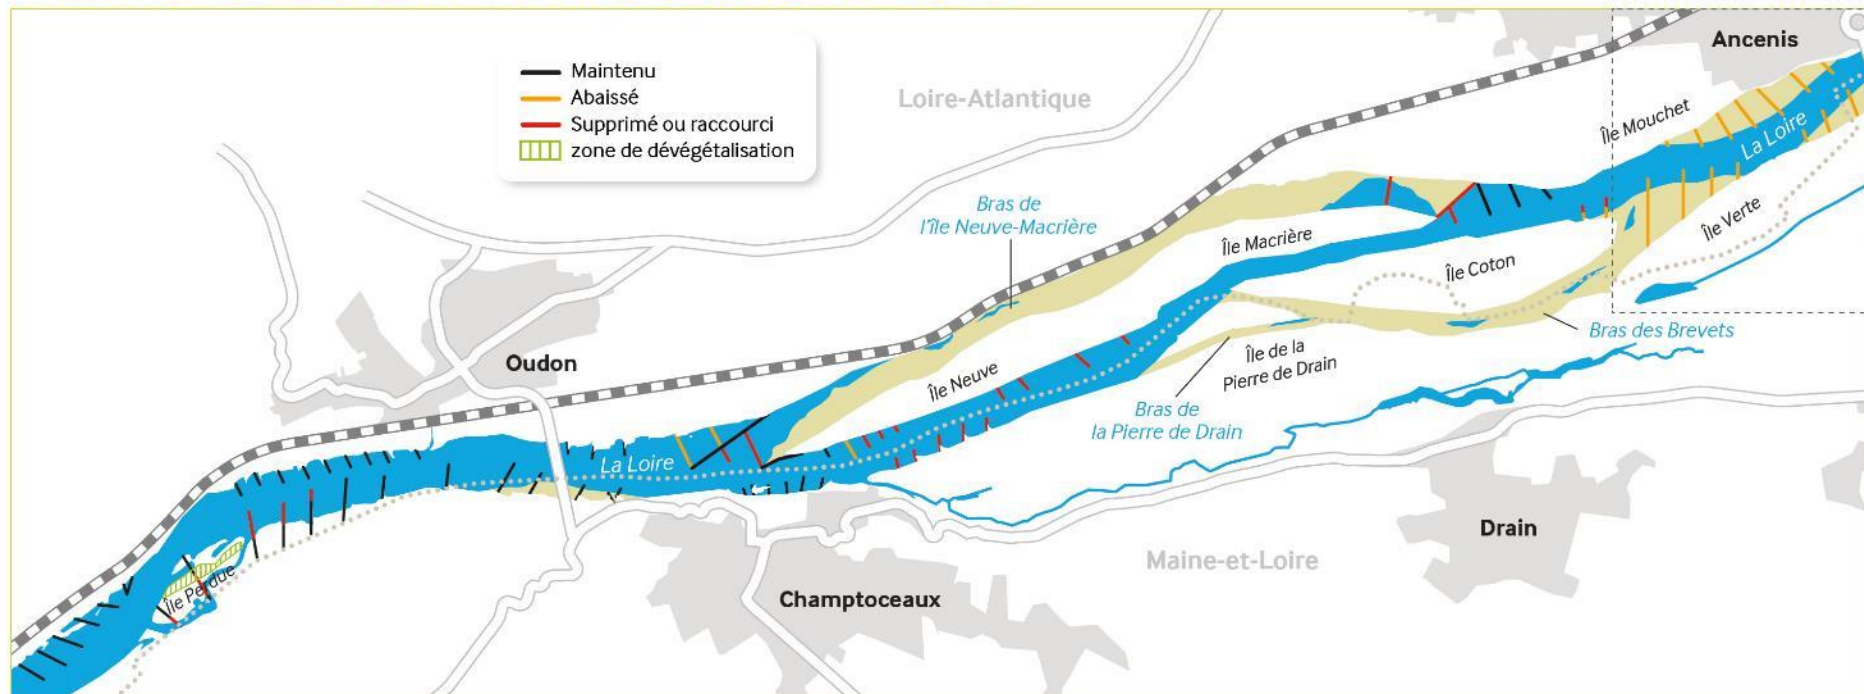 Maintenu
Abaissé
Supprimé ou raccourci
zone de dévégétalisation
Loire-Atlantique
Ancenis
Île Mouchet
La Loire
Île Verte
Bras de
l'île Neuve-Macrière
Île Macrière
Île Coton
Bras des Brevets
Oudon
Île Neuve
Île de la
Pierre de Drain
Bras de
la Pierre de Drain
La Loire
Drain
Maine-et-Loire
Île Perdue
Champtoceaux